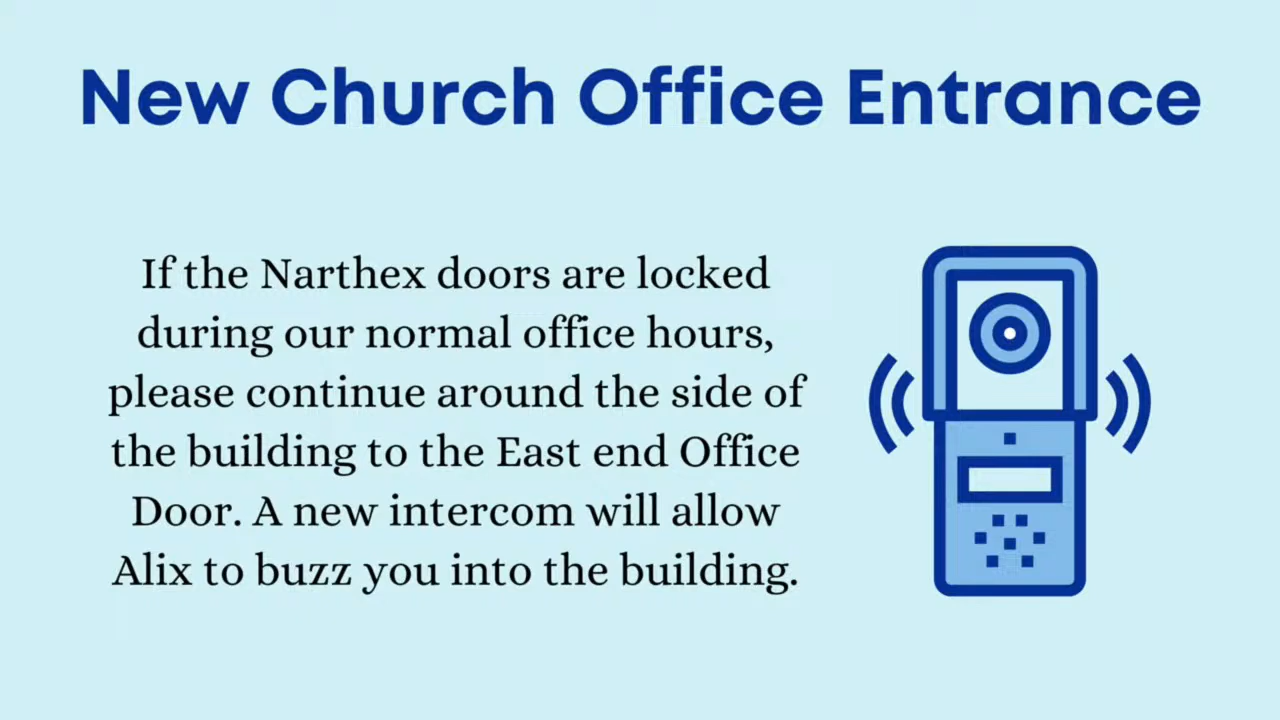 New Church Office Entrance
If the Narthex doors are locked
during our normal office hours,
please continue around the side of
the building to the East end Office
Door. A new intercom will allow
Alix to buzz you into the building.